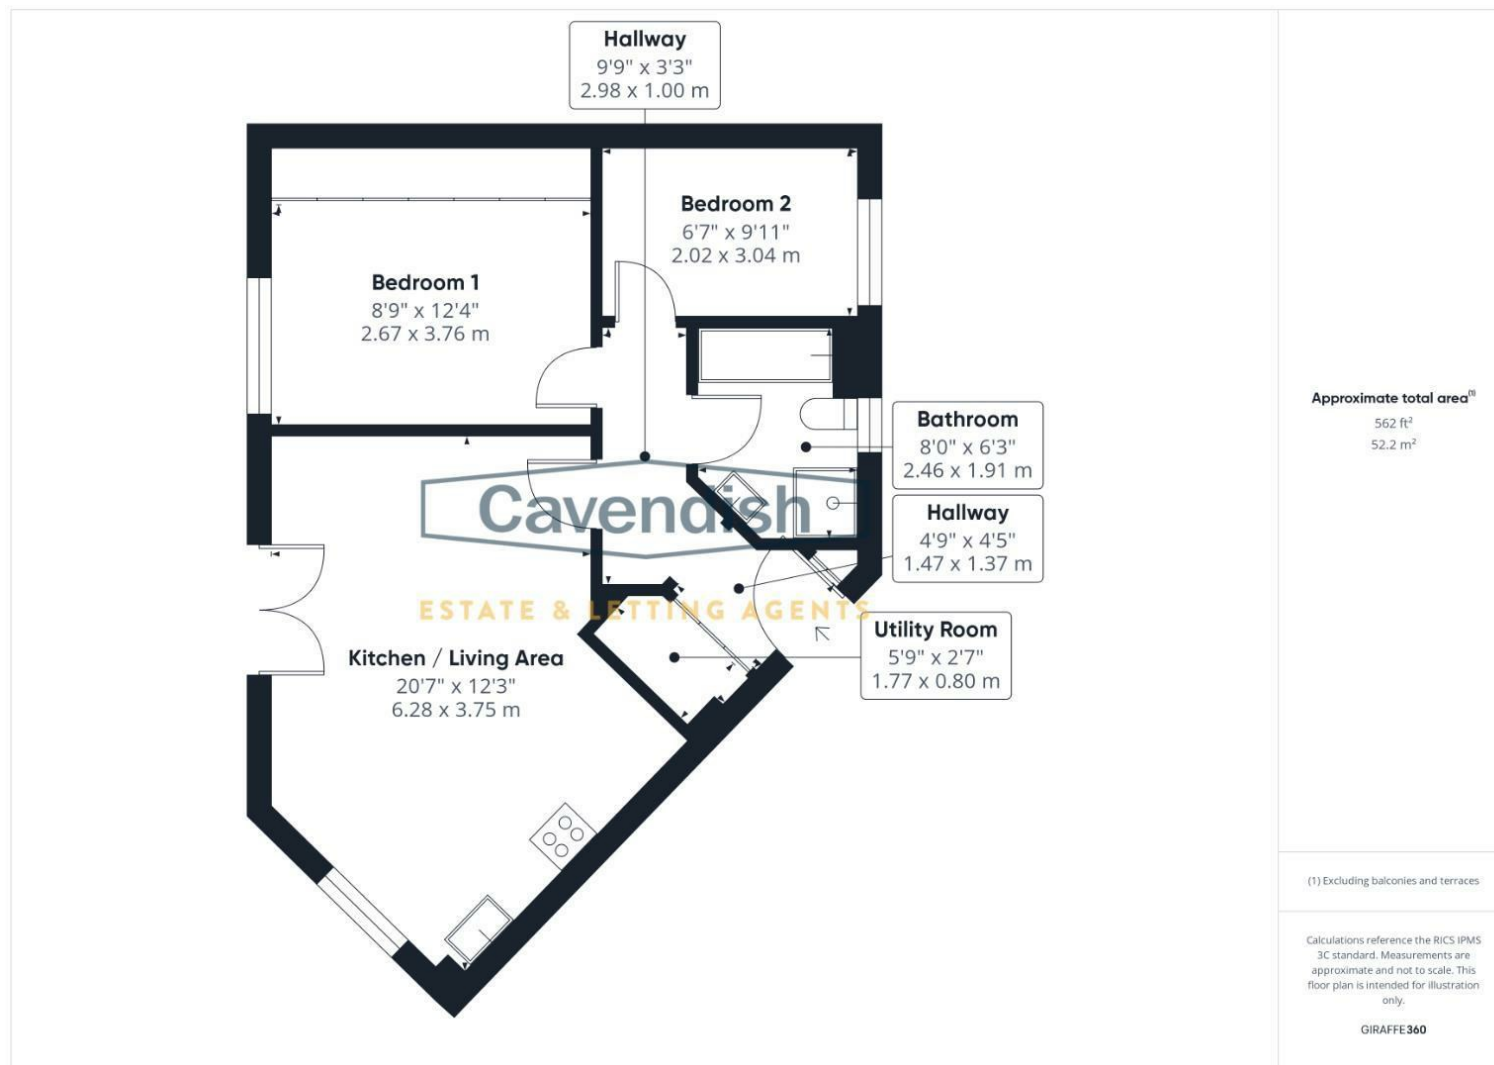 Hallway
9'9" x 3'3"
2.98 x 1.00 m
Bedroom 2
6'7" x 9'11"
2.02 x 3.04 m
Bedroom 1
8'9" x 12'4"
2.67 x 3.76 m
Bathroom
8'0" x 6'3"
2.46 x 1.91 m
Cavendish
ESTATE & LETTING AGENTS
Hallway
4'9" x 4'5"
1.47 x 1.37 m
Utility Room
5'9" x 2'7"
1.77 x 0.80 m
Kitchen / Living Area
20'7" x 12'3"
6.28 x 3.75 m
Approximate total area⁽¹⁾
562 ft²
52.2 m²
(1) Excluding balconies and terraces
Calculations reference the RICS IPMS
3C standard. Measurements are
approximate and not to scale. This
floor plan is intended for illustration
only.
GIRAFFE360